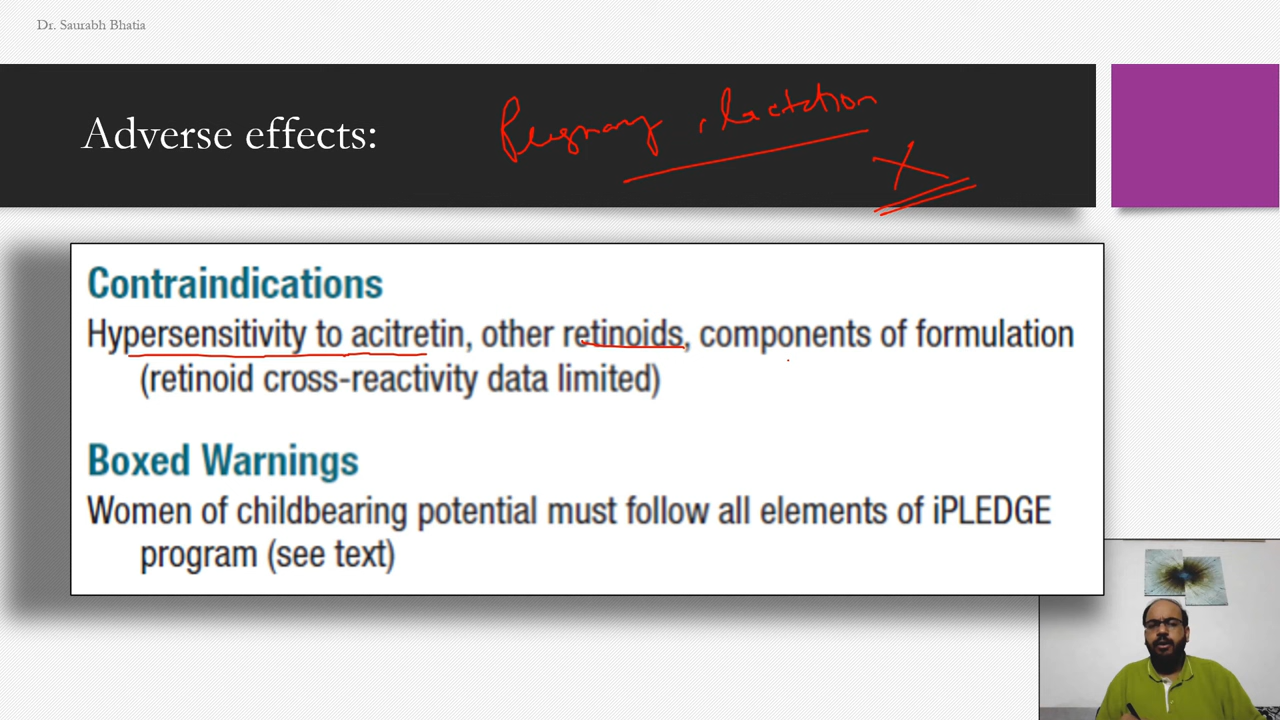 Dr. Saurabh Bhatia
Pregnancy, lactation
Adverse effects:
X
Contraindications
Hypersensitivity to acitretin, other retinoids, components of formulation
(retinoid cross-reactivity data limited)
Boxed Warnings
Women of childbearing potential must follow all elements of iPLEDGE
program (see text)